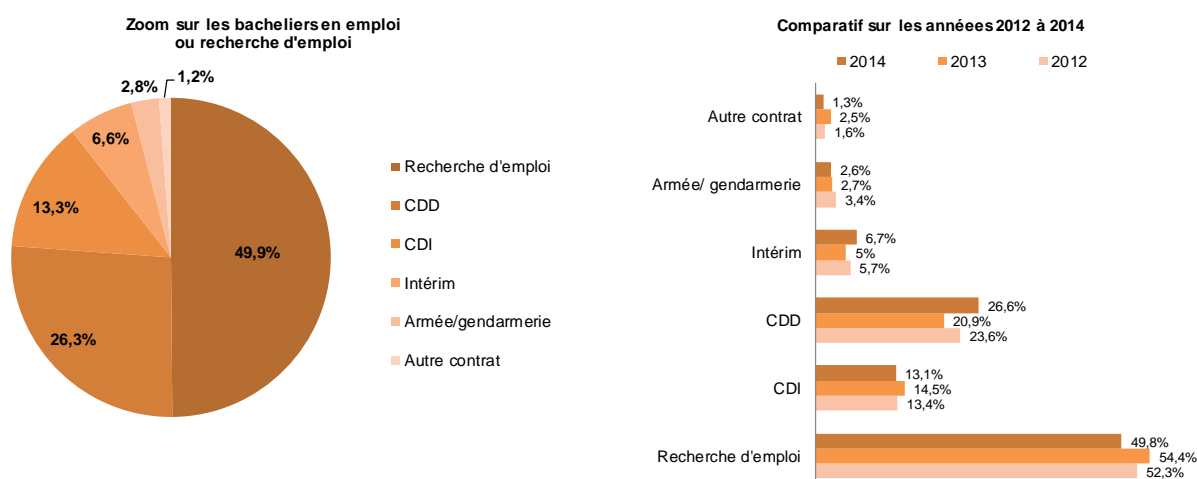 Zoom sur les bacheliers en emploi
ou recherche d'emploi
1,2%
2,8%
6,6%
13,3%
49,9%
26,3%
Recherche d'emploi
CDD
CDI
Intérim
Armée/gendarmerie
Autre contrat
Comparatif sur les annéees 2012 à 2014
2014 2013 2012
Autre contrat
1,3%
2,5%
1,6%
Armée/ gendarmerie
2,6%
2,7%
3,4%
Intérim
6,7%
5%
5,7%
CDD
26,6%
20,9%
23,6%
CDI
13,1%
14,5%
13,4%
Recherche d'emploi
49,8%
54,4%
52,3%